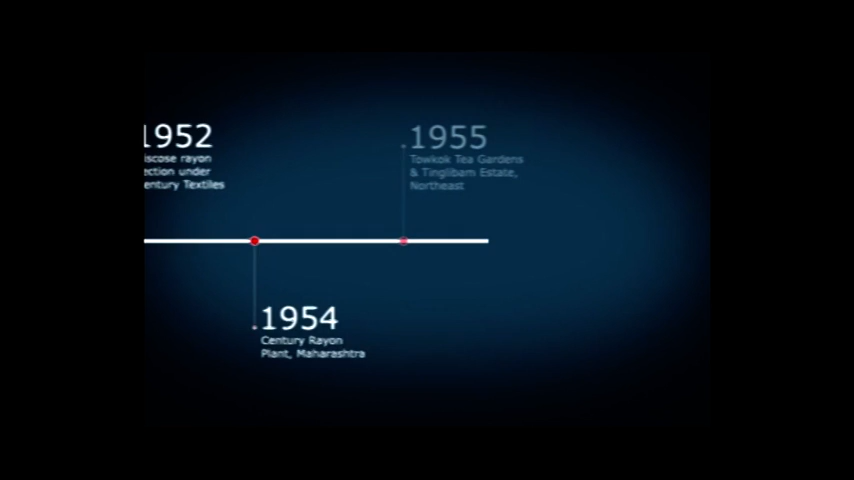 1952
iscose rayon
ection under
entury Textiles
1955
Towkok Tea Gardens
& Tinglibam Estate,
Northeast
1954
Century Rayon
Plant, Maharashtra